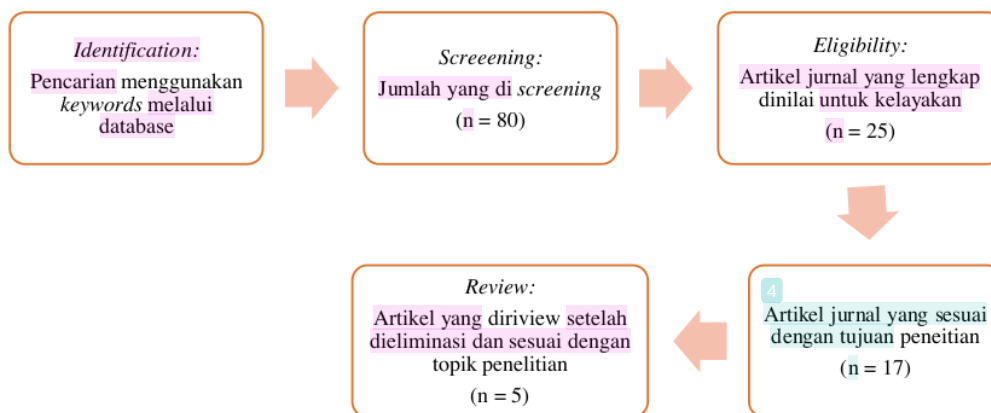 Identification:
Pencarian menggunakan
keywords melalui
database
Screeening:
Jumlah yang di screening
(n = 80)
Eligibility:
Artikel jurnal yang lengkap
dinilai untuk kelayakan
(n = 25)
4
Artikel jurnal yang sesuai
dengan tujuan peneitian
(n = 17)
Review:
Artikel yang diriview setelah
dieliminasi dan sesuai dengan
topik penelitian
(n = 5)